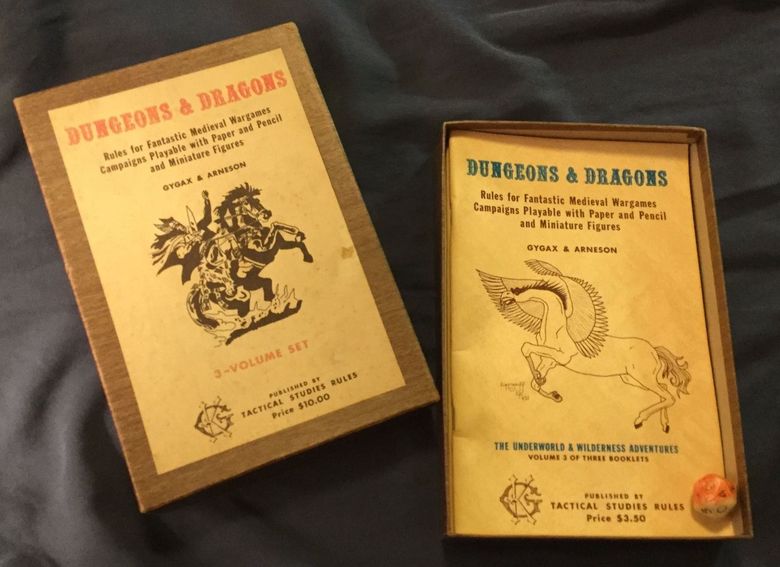 DUNGEONS & DRAGONS
Rules for Fantastic Medieval Wargames
Campaigns Playable with Paper and Pencil
and Miniature Figures
GYGAX & ARNESON
3-VOLUME SET
PUBLISHED BY
TACTICAL STUDIES RULES
Price $10.00
DUNGEONS & DRAGONS
Rules for Fantastic Medieval Wargames
Campaigns Playable with Paper and Pencil
and Miniature Figures
GYGAX & ARNESON
THE UNDERWORLD & WILDERNESS ADVENTURES
VOLUME 3 OF THREE BOOKLETS
PUBLISHED BY
TACTICAL STUDIES RULES
Price $3.50